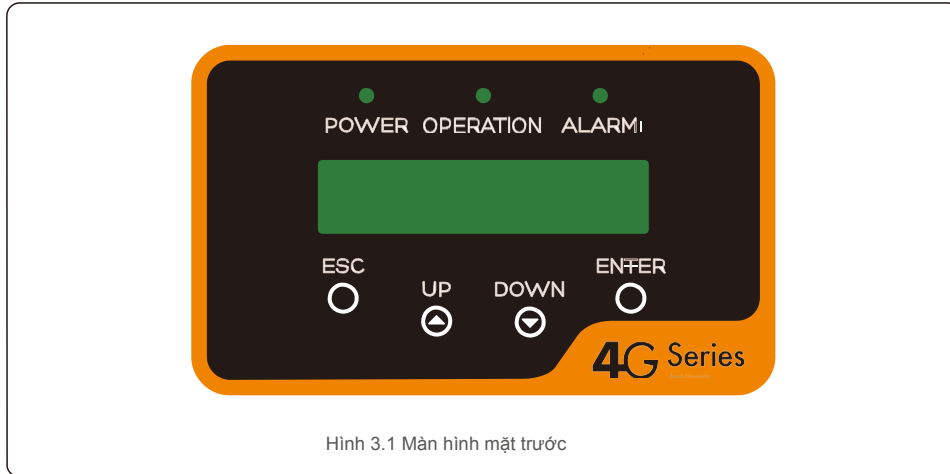 POWER OPERATION ALARM
ESC
UP DOWN
ENTER
4G Series
Hình 3.1 Màn hình mặt trước